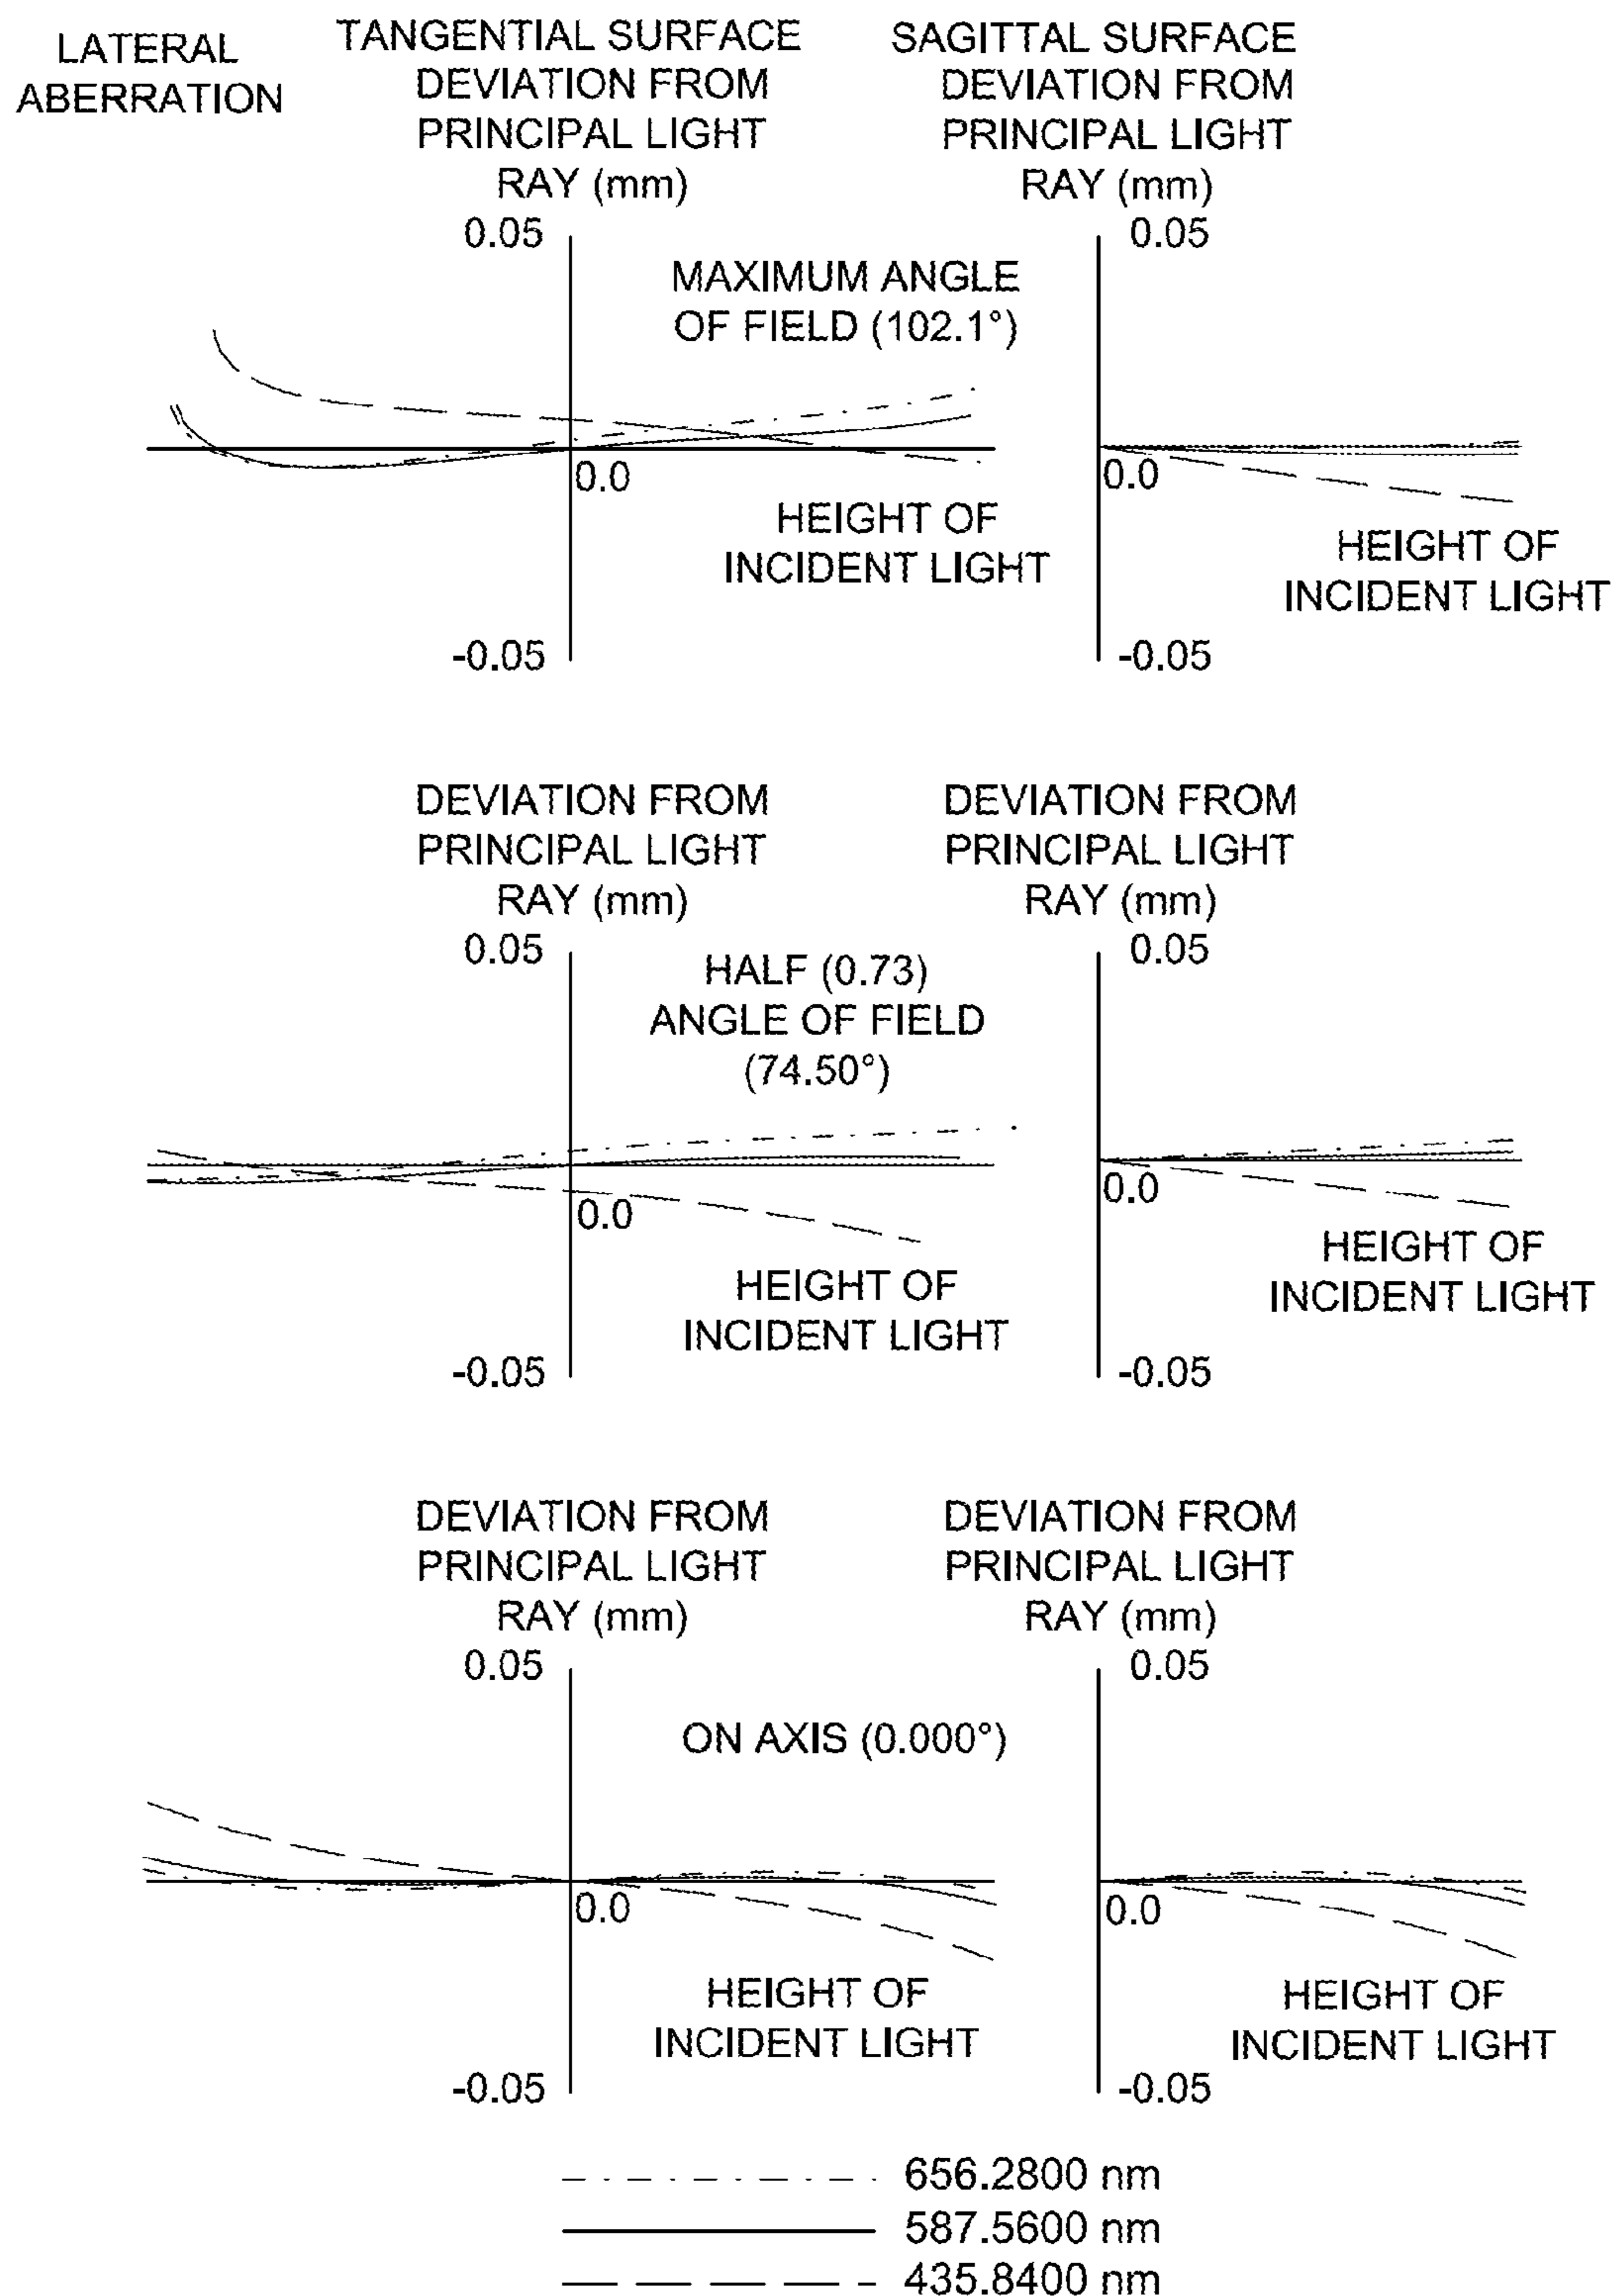 LATERAL
ABERRATION
TANGENTIAL SURFACE
DEVIATION FROM
PRINCIPAL LIGHT
RAY (mm)
SAGITTAL SURFACE
DEVIATION FROM
PRINCIPAL LIGHT
RAY (mm)
0.05
MAXIMUM ANGLE
OF FIELD (102.1°)
0.0
HEIGHT OF
INCIDENT LIGHT
-0.05
0.05
0.0
HEIGHT OF
INCIDENT LIGHT
-0.05
DEVIATION FROM
PRINCIPAL LIGHT
RAY (mm)
DEVIATION FROM
PRINCIPAL LIGHT
RAY (mm)
0.05
HALF (0.73)
ANGLE OF FIELD
(74.50°)
0.0
HEIGHT OF
INCIDENT LIGHT
-0.05
0.05
0.0
HEIGHT OF
INCIDENT LIGHT
-0.05
DEVIATION FROM
PRINCIPAL LIGHT
RAY (mm)
DEVIATION FROM
PRINCIPAL LIGHT
RAY (mm)
0.05
ON AXIS (0.000°)
0.0
HEIGHT OF
INCIDENT LIGHT
-0.05
0.05
0.0
HEIGHT OF
INCIDENT LIGHT
-0.05
656.2800 nm
587.5600 nm
435.8400 nm